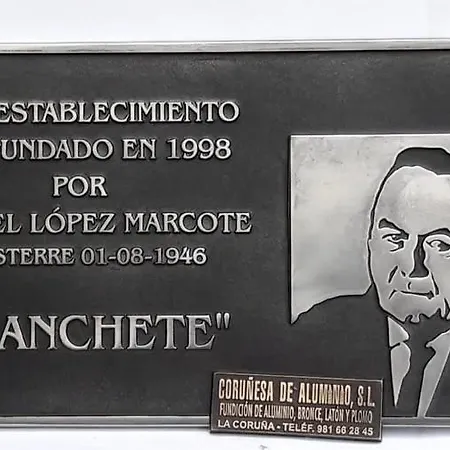 ESTABLECIMIENTO
UNDADO EN 1998
POR
EL LÓPEZ MARCOTE
STERRE 01-08-1946
ANCHETE"
CORUÑESA DE ALUMINIO, S.L.
FUNDICIÓN DE ALUMINIO, BRONCE, LATÓN Y PLOMO
LA CORUÑA - TELÉF. 981 66 28 45